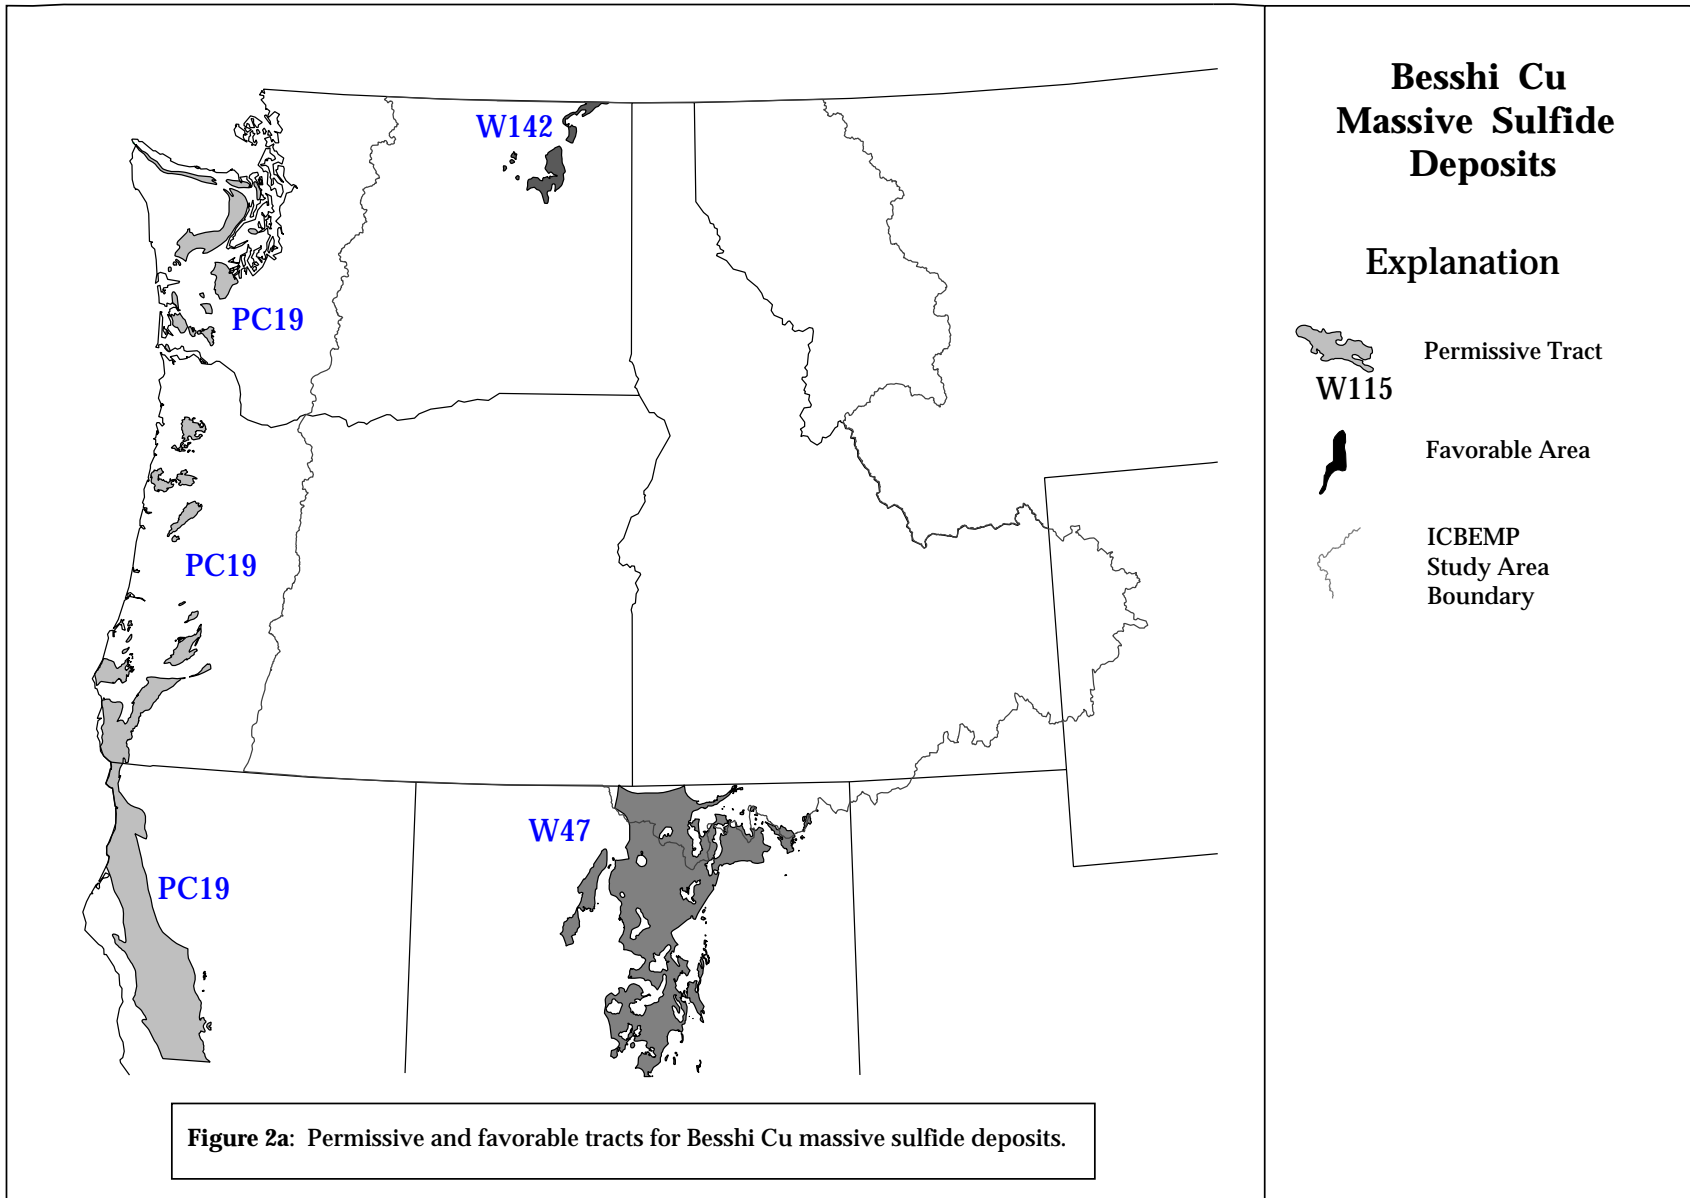 W142
PC19
PC19
W47
PC19
Figure 2a: Permissive and favorable tracts for Besshi Cu massive sulfide deposits.
Besshi Cu
Massive Sulfide
Deposits
Explanation
Permissive Tract
W115
Favorable Area
ICBEMP
Study Area
Boundary